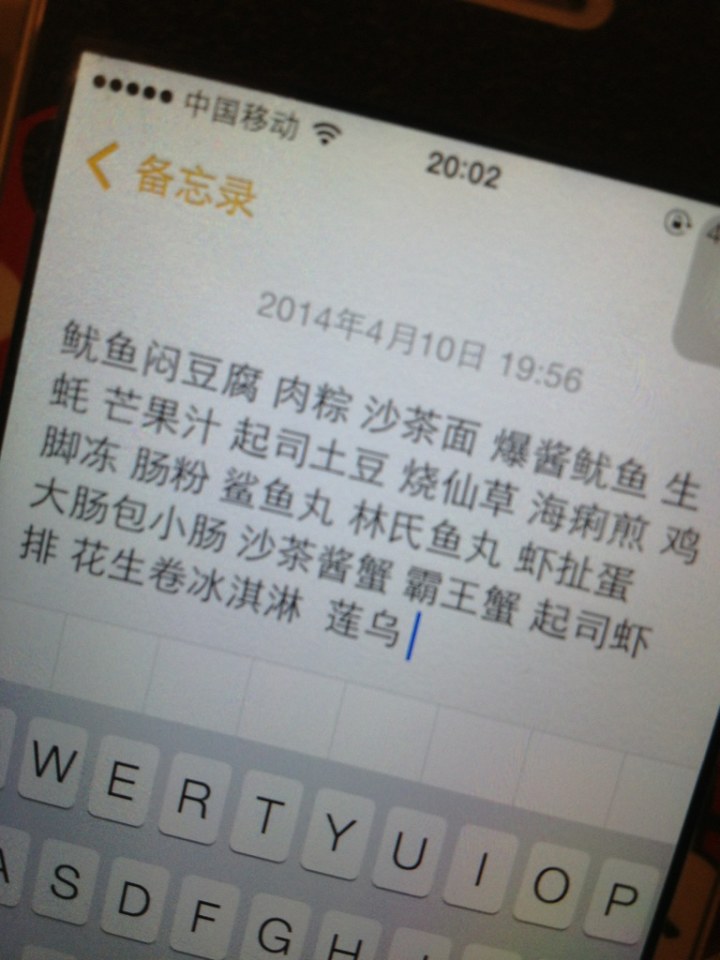 ●●●●● 中国移动 20:02
备忘录
2014年4月10日 19:56
鱿鱼闷豆腐 肉粽 沙茶面 爆酱鱿鱼 生
蚝 芒果汁 起司土豆 烧仙草 海痢煎 鸡
脚冻 肠粉 鲨鱼丸 林氏鱼丸 虾扯蛋
大肠包小肠 沙茶酱蟹 霸王蟹 起司虾
排 花生卷冰淇淋 莲乌
W E R T Y U I O P
A S D F G H